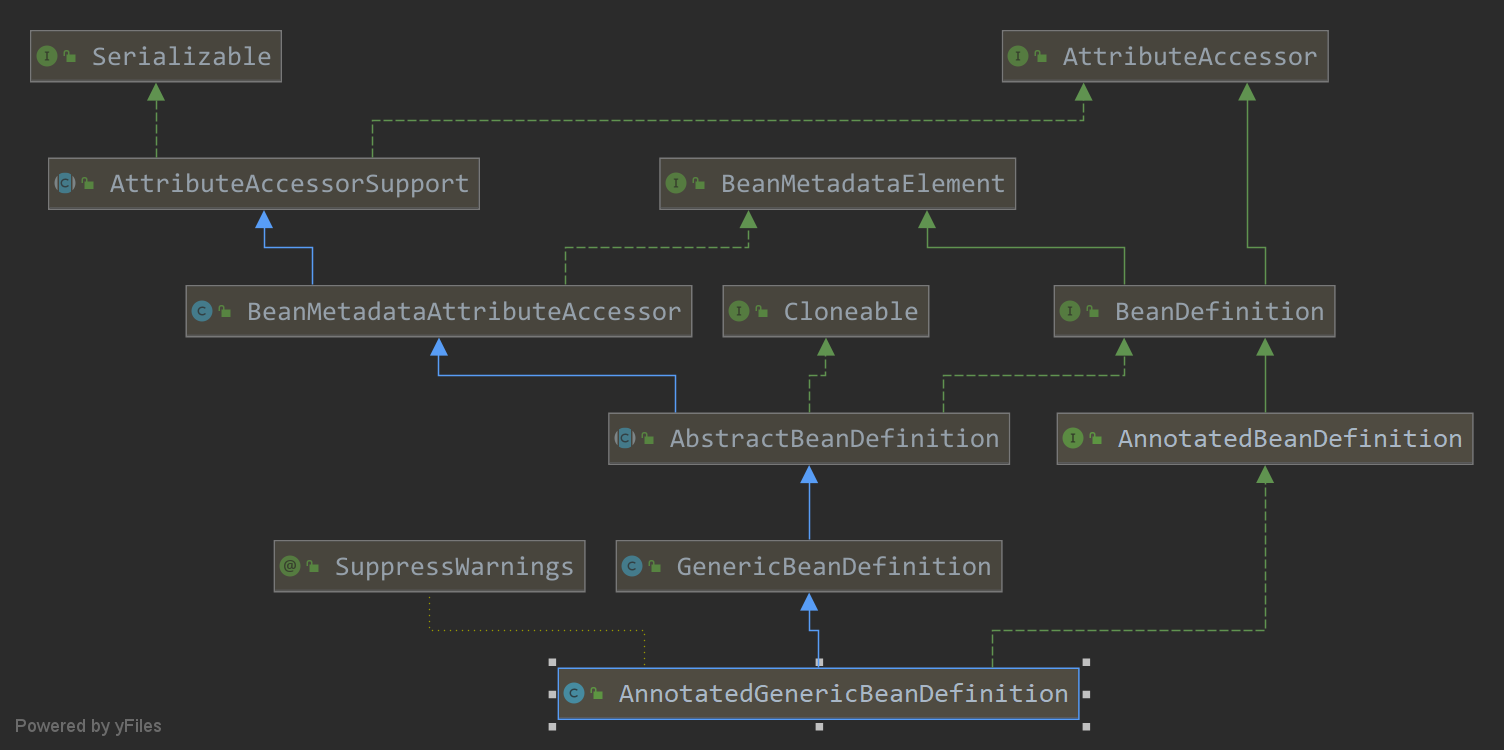 I Serializable
I AttributeAccessor
C AttributeAccessorSupport
I BeanMetadataElement
C BeanMetadataAttributeAccessor
I Cloneable
I BeanDefinition
C AbstractBeanDefinition
I AnnotatedBeanDefinition
@ SuppressWarnings
C GenericBeanDefinition
C AnnotatedGenericBeanDefinition
Powered by yFiles